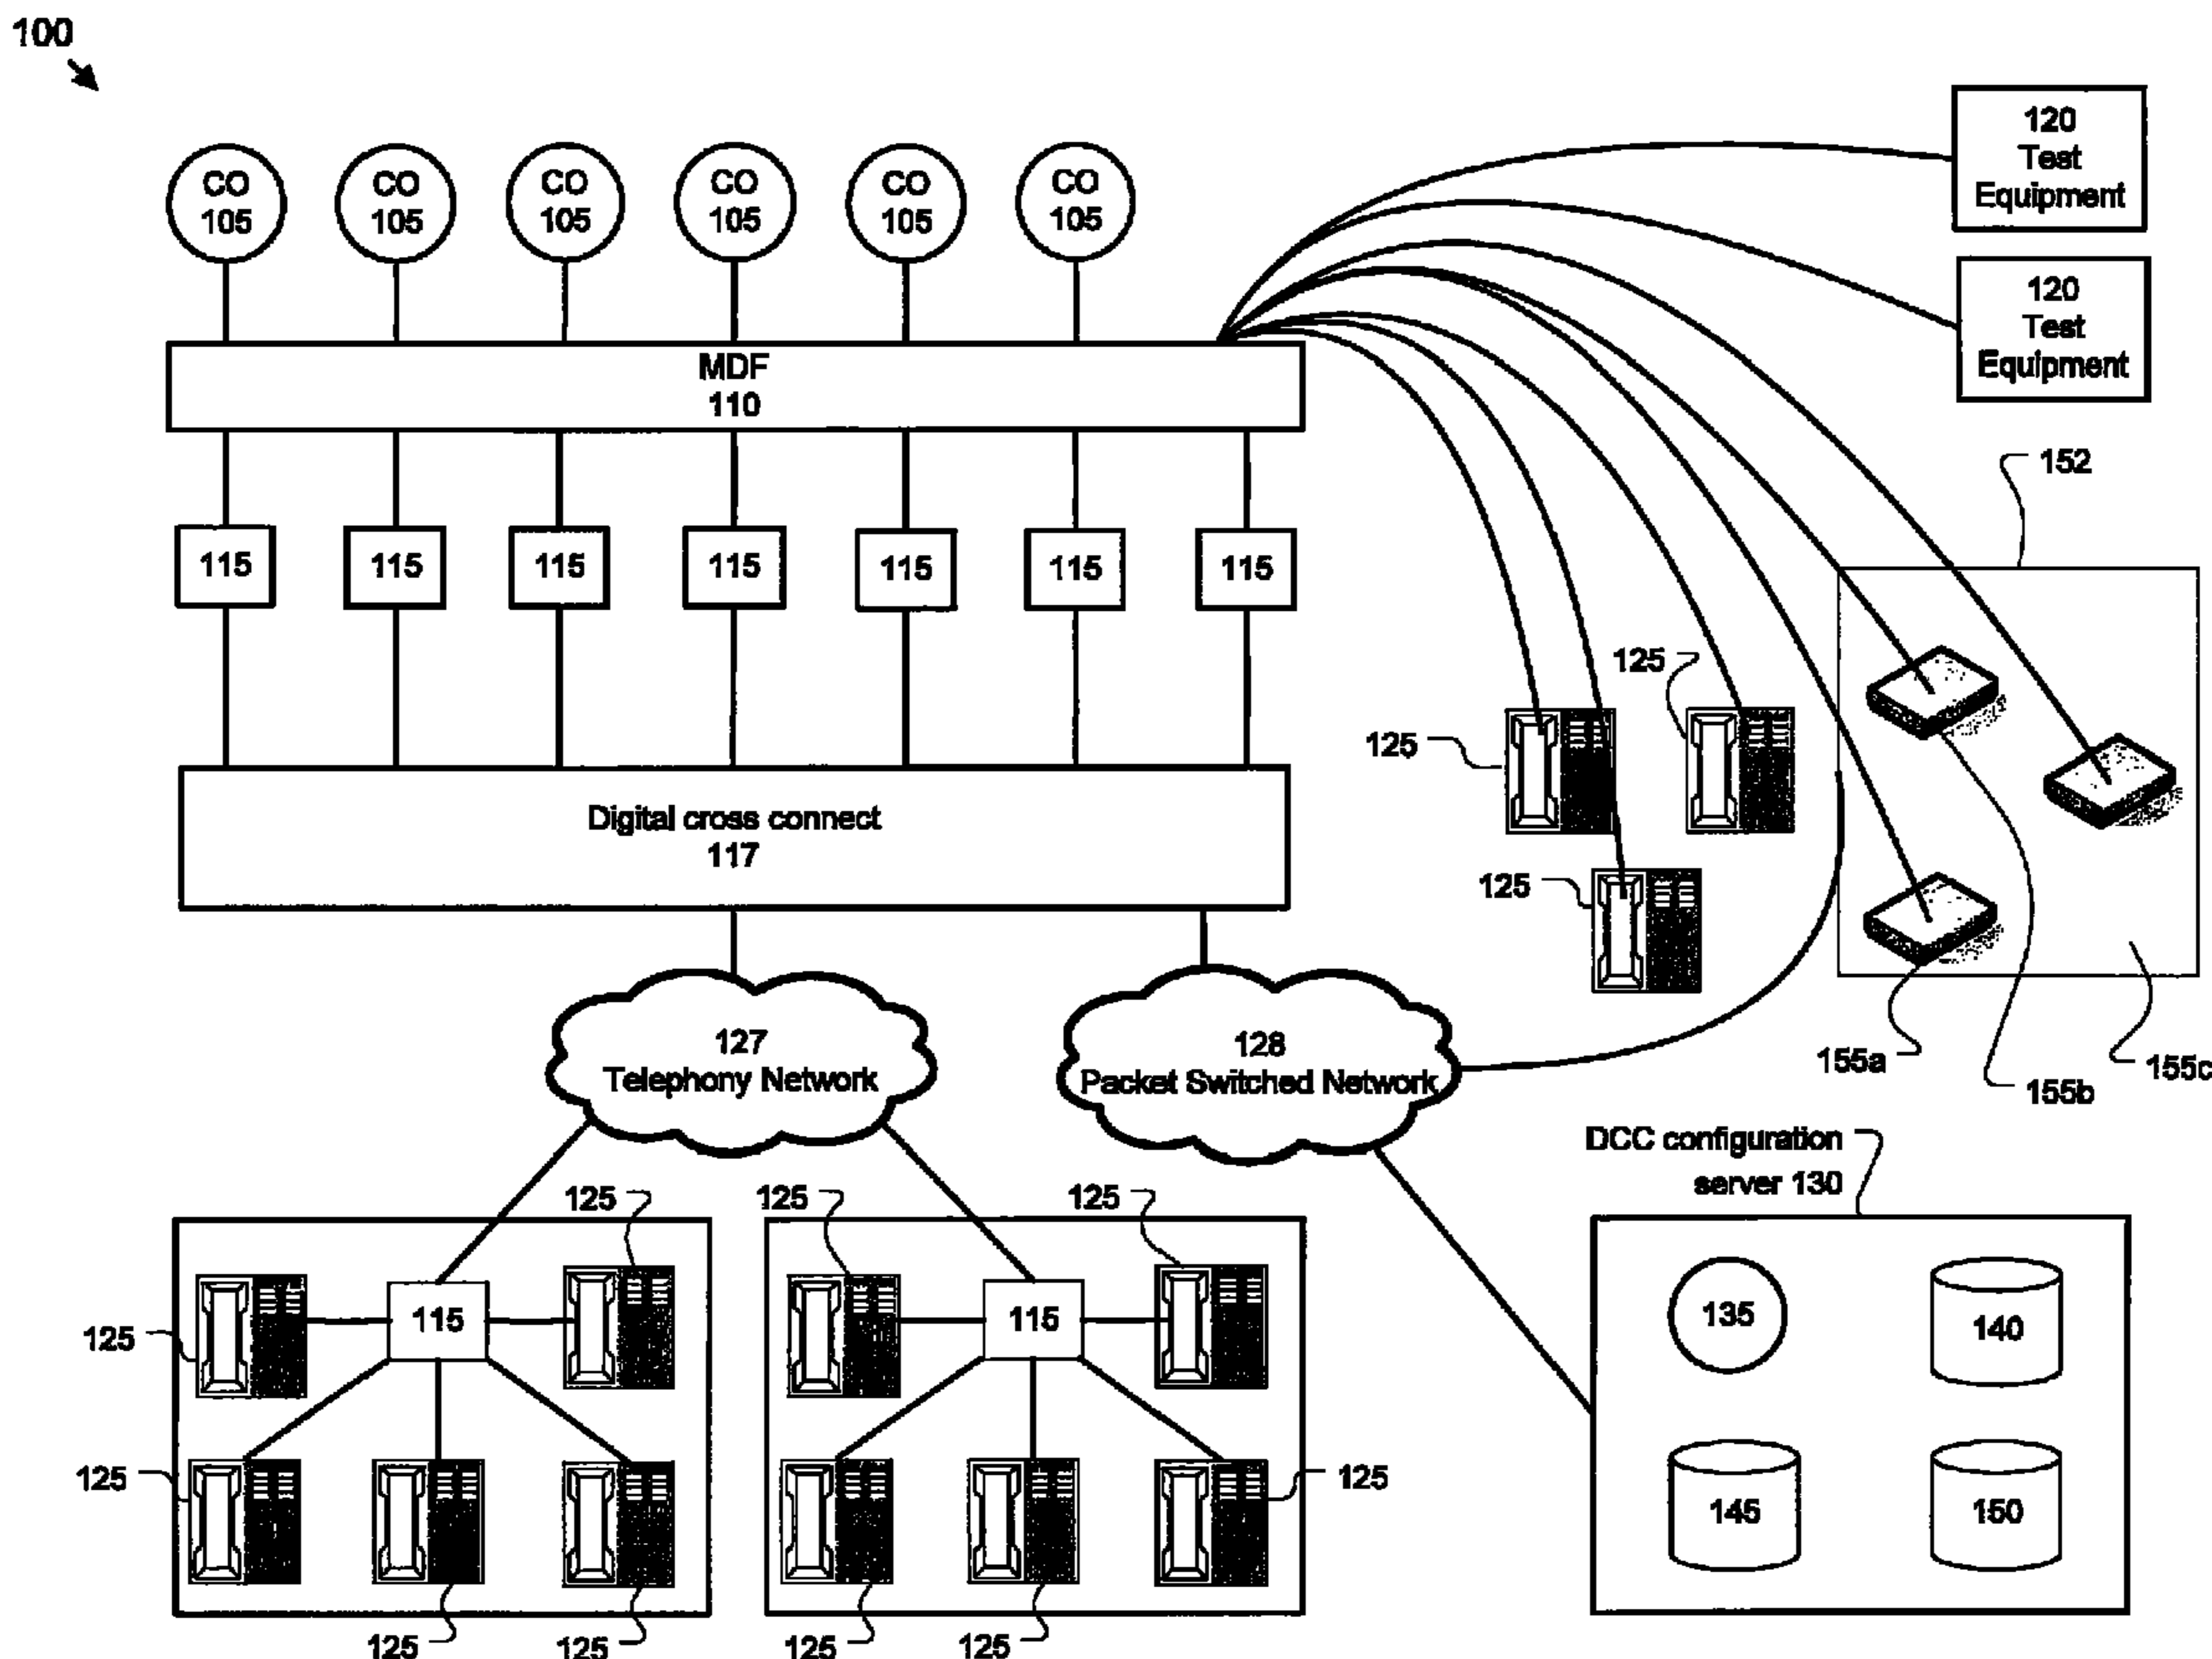 100
CO
105
CO
105
CO
105
CO
105
CO
105
CO
105
120
Test
Equipment
120
Test
Equipment
MDF
110
152
115
115
115
115
115
115
115
125
125
125
Digital cross connect
117
127
Telephony Network
128
Packet Switched Network
155a
155b
155c
DCC configuration
server 130
125
125
125
115
115
125
125
125
125
125
125
125
135
140
145
150